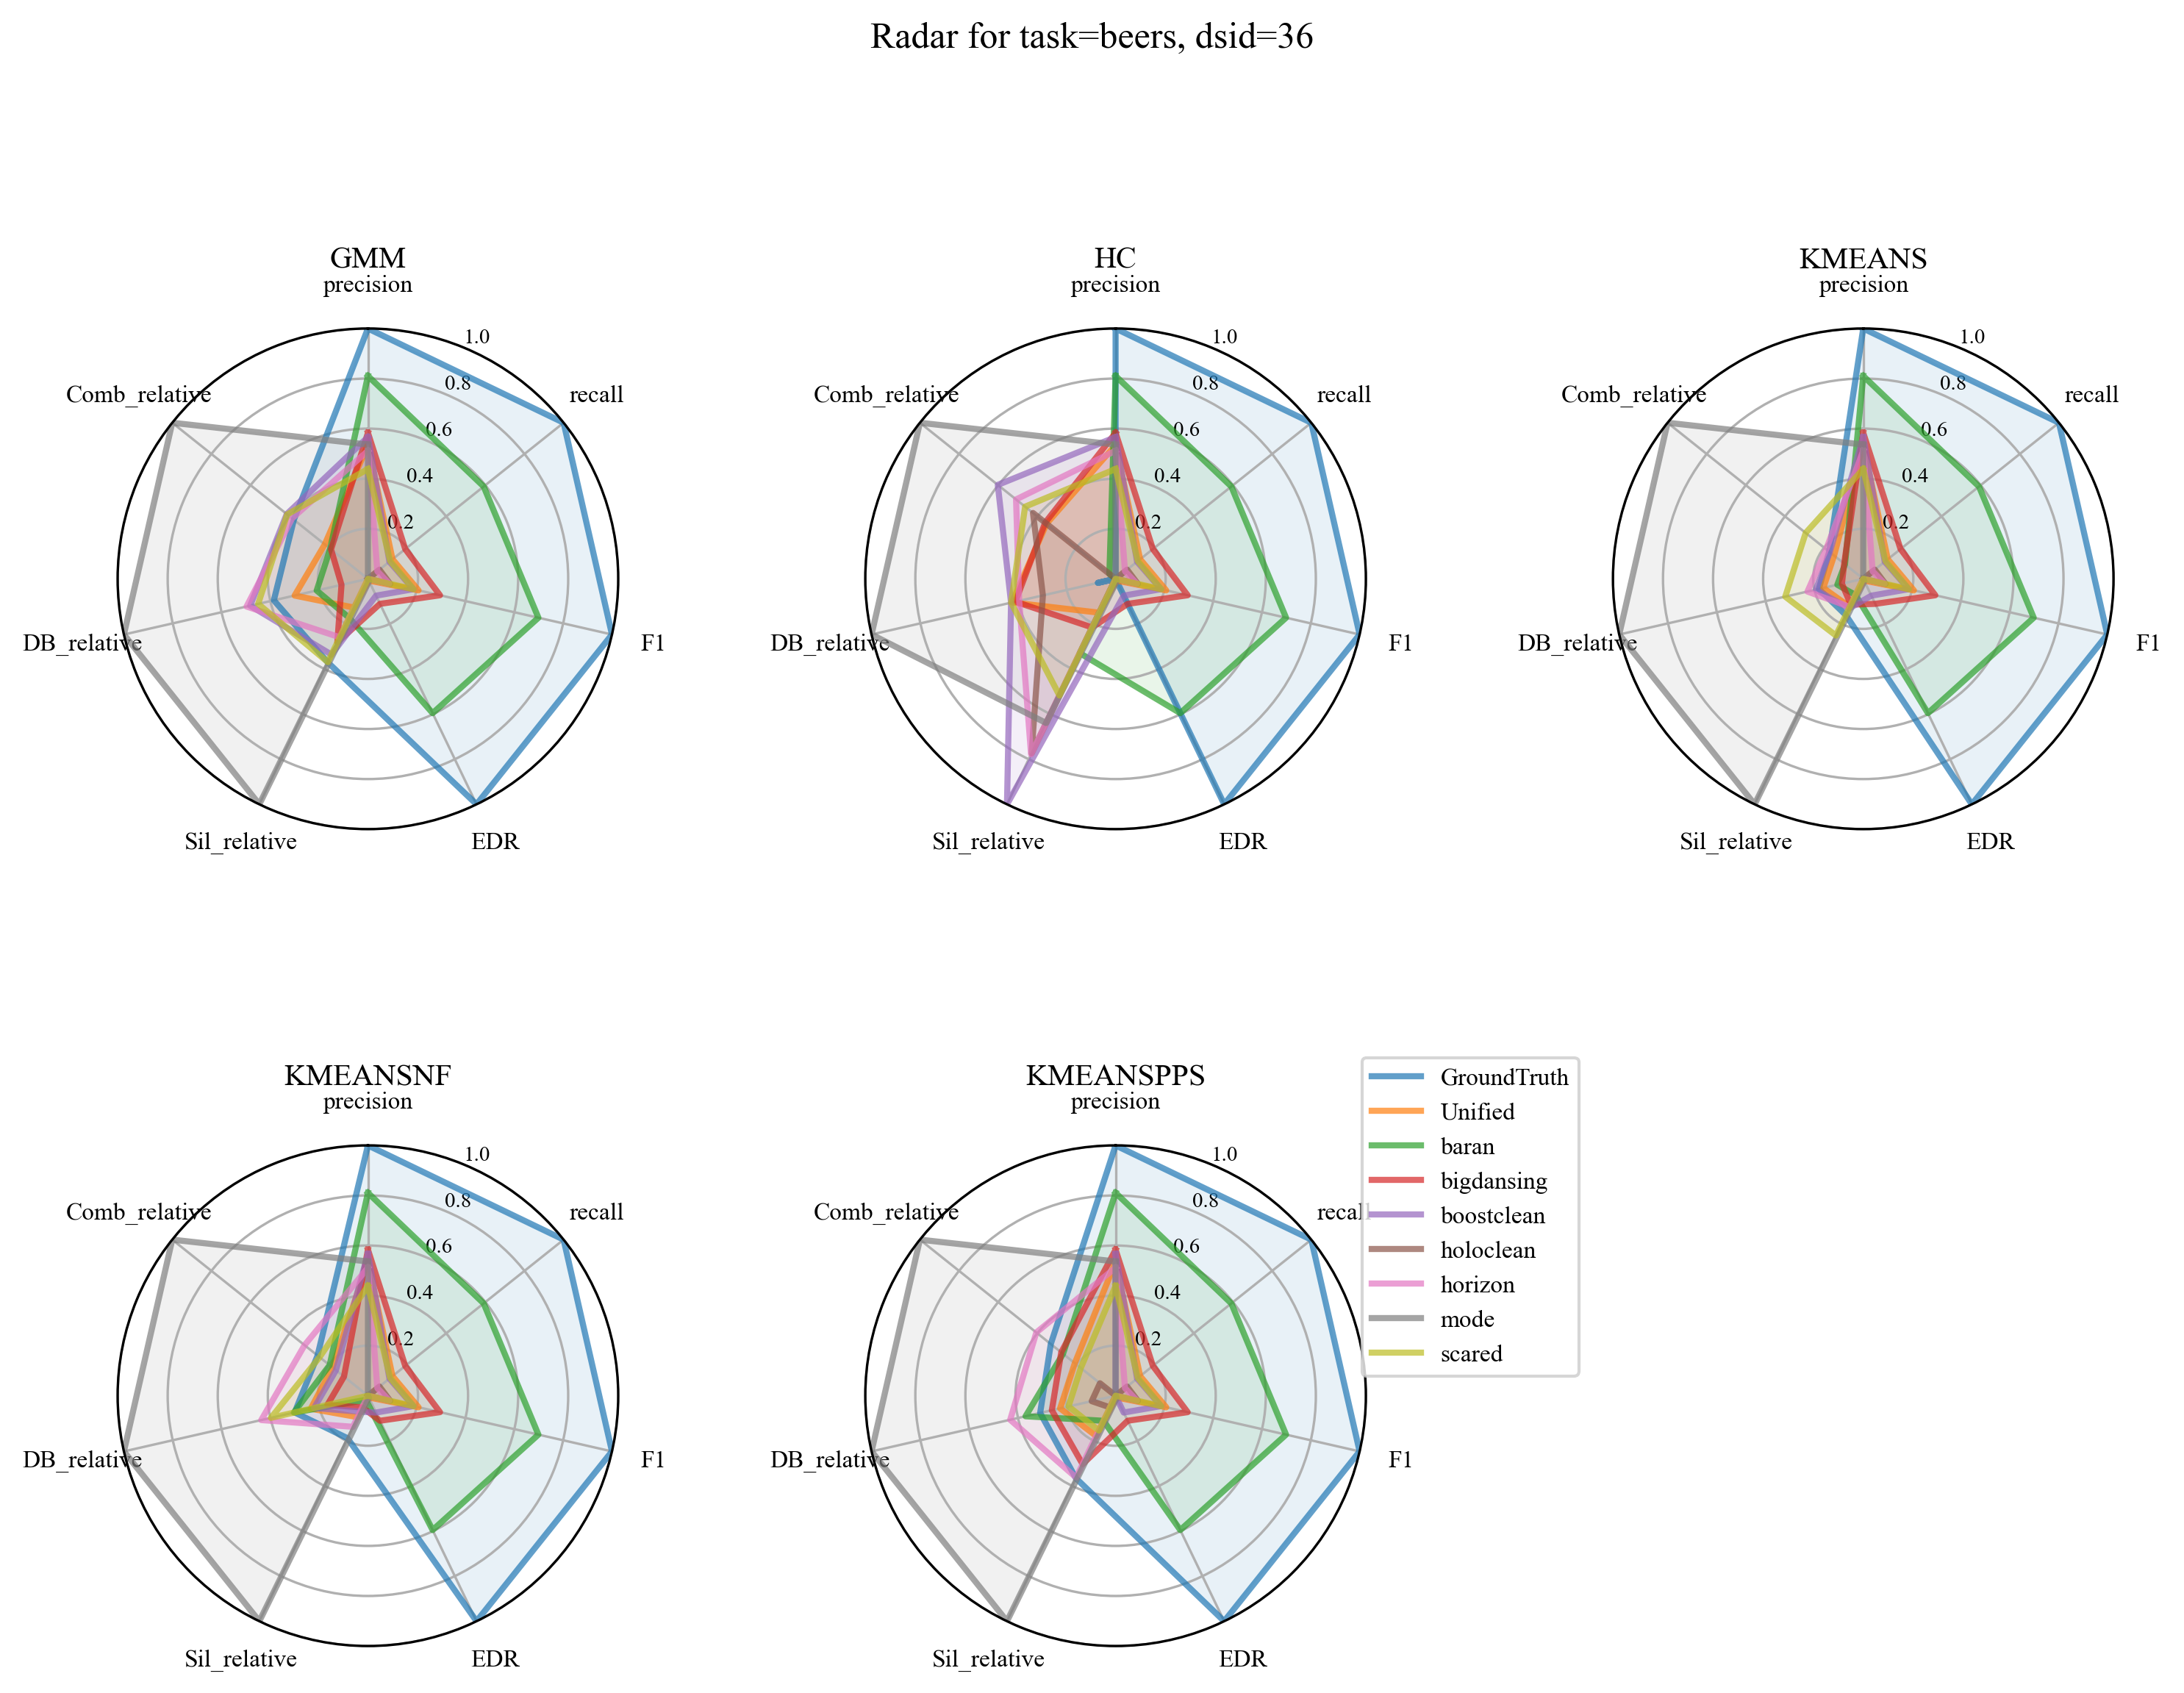 Radar for task=beers, dsid=36
GMM
precision
1.0
0.8
0.6
0.4
0.2
Comb_relative
recall
DB_relative
F1
Sil_relative
EDR
HC
precision
1.0
0.8
0.6
0.4
0.2
Comb_relative
recall
DB_relative
F1
Sil_relative
EDR
KMEANS
precision
1.0
0.8
0.6
0.4
0.2
Comb_relative
recall
DB_relative
F1
Sil_relative
EDR
KMEANSNF
precision
1.0
0.8
0.6
0.4
0.2
Comb_relative
recall
DB_relative
F1
Sil_relative
EDR
KMEANSPPS
precision
1.0
0.8
0.6
0.4
0.2
Comb_relative
recall
DB_relative
F1
Sil_relative
EDR
GroundTruth
Unified
baran
bigdansing
boostclean
holoclean
horizon
mode
scared